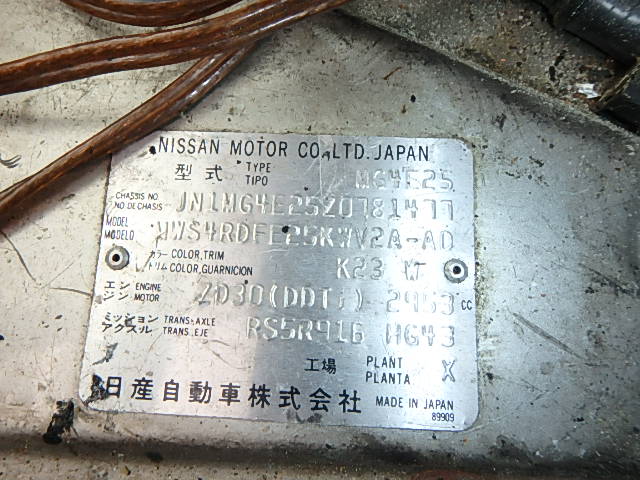 NISSAN MOTOR CO.,LTD. JAPAN
型式 TYPE TIPO MG4E25
CHASSIS NO. NO.DE CHASIS JN1MG4E25Z0781477
MODEL MODELO
カラー COLOR,TRIM
トリム COLOR,GUARNICION K23 W
エンジン ENGINE MOTOR ZD30(DDTi) 2953 cc
ミッション TRANS.AXLE
アクスル TRANS.EJE RS5R91G HG43
工場 PLANT PLANTA X
日産自動車株式会社 MADE IN JAPAN
89909